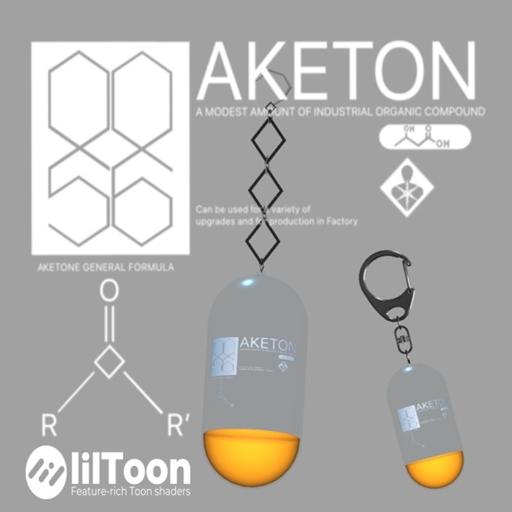 AKETON
A MODEST AMOUNT OF INDUSTRIAL ORGANIC COMPOUND
OH
O
OH
Can be used for a variety of
upgrades and for production in Factory
AKETONE GENERAL FORMULA
O
R
R'
AKETON
AKETON
lilToon
Feature-rich Toon shaders